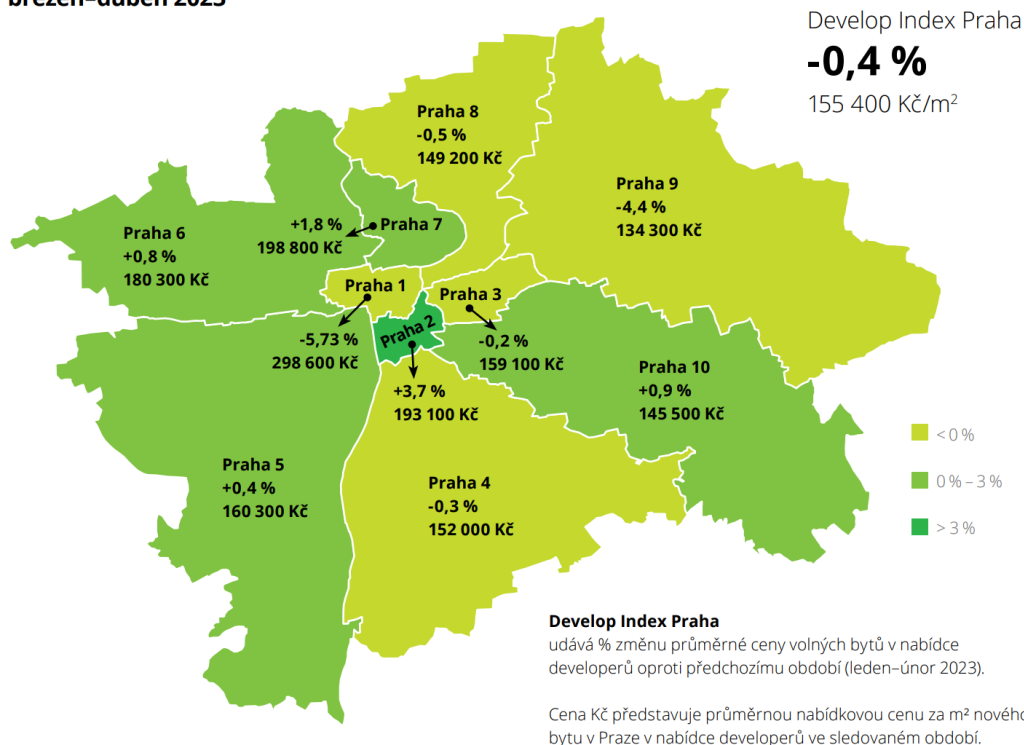 březen–duben 2023
Develop Index Praha
-0,4 %
155 400 Kč/m²
Praha 8
-0,5 %
149 200 Kč
Praha 9
-4,4 %
134 300 Kč
Praha 7
+1,8 %
198 800 Kč
Praha 6
+0,8 %
180 300 Kč
Praha 1
-5,73 %
298 600 Kč
Praha 3
-0,2 %
159 100 Kč
Praha 2
+3,7 %
193 100 Kč
Praha 10
+0,9 %
145 500 Kč
Praha 5
+0,4 %
160 300 Kč
Praha 4
-0,3 %
152 000 Kč
< 0 %
0 % – 3 %
> 3 %
Develop Index Praha
udává % změnu průměrné ceny volných bytů v nabídce
developerů oproti předchozímu období (leden–únor 2023).
Cena Kč představuje průměrnou nabídkovou cenu za m² nového
bytu v Praze v nabídce developerů ve sledovaném období.